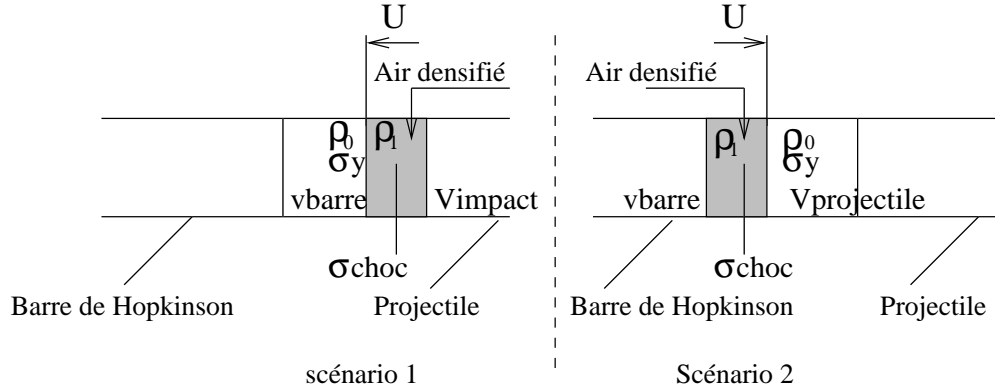 U
Air densifié
ρ0 ρ1
σy
vbarre Vimpact
σchoc
Barre de Hopkinson Projectile
scénario 1
U
Air densifié
ρ1 ρ0
σy
vbarre Vprojectile
σchoc
Barre de Hopkinson Projectile
Scénario 2